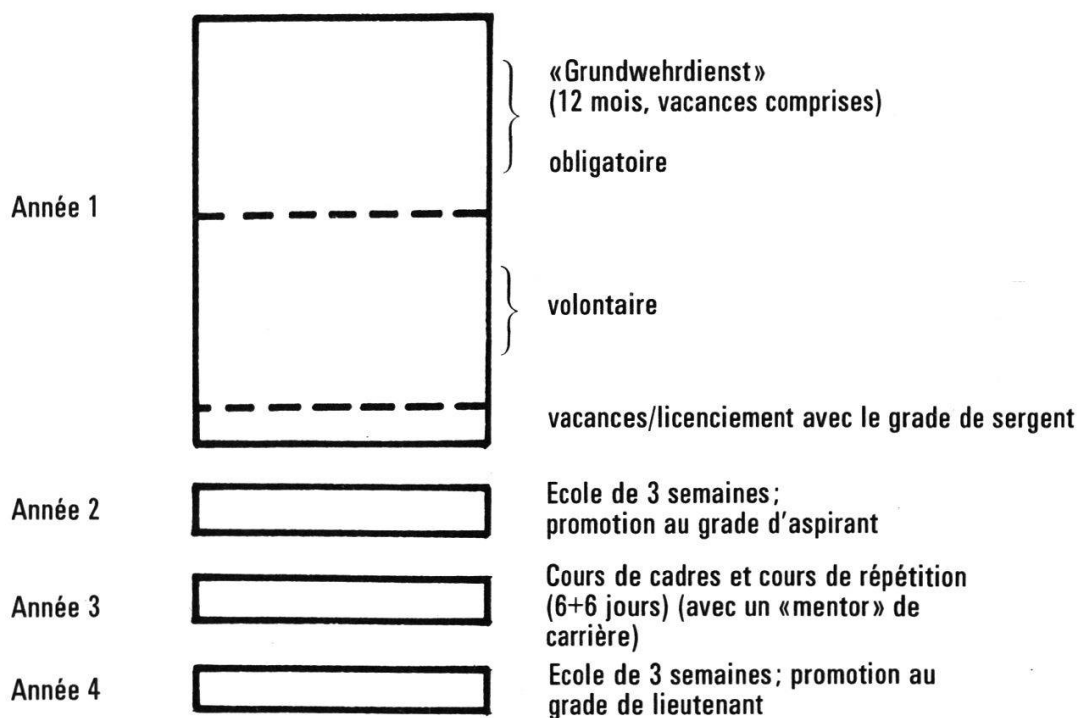 «Grundwehrdienst»
(12 mois, vacances comprises)
obligatoire
Année 1
volontaire
vacances/licenciement avec le grade de sergent
Année 2
Ecole de 3 semaines;
promotion au grade d'aspirant
Année 3
Cours de cadres et cours de répétition
(6+6 jours) (avec un «mentor» de
carrière)
Année 4
Ecole de 3 semaines; promotion au
grade de lieutenant